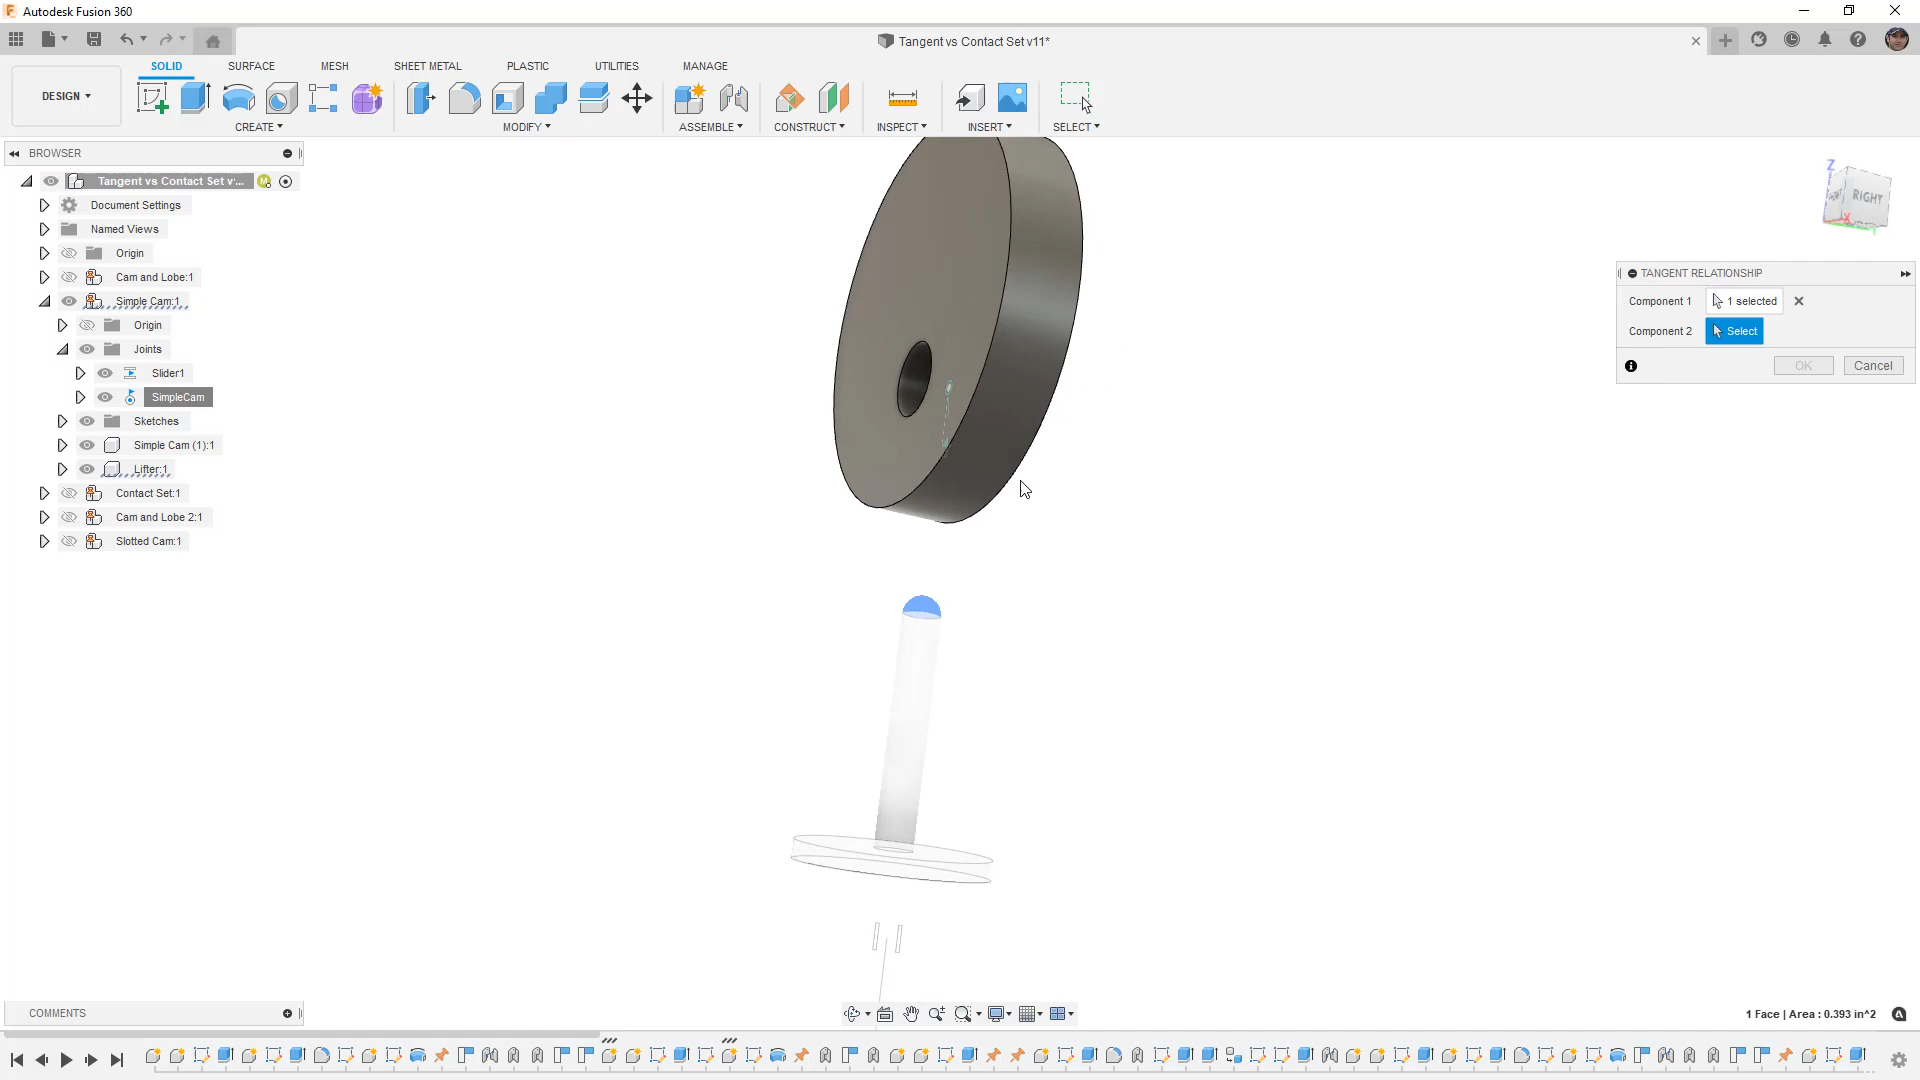 Autodesk Fusion 360
Tangent vs Contact Set v11*
SOLID
SURFACE
MESH
SHEET METAL
PLASTIC
UTILITIES
MANAGE
DESIGN
CREATE
MODIFY
ASSEMBLE
CONSTRUCT
INSPECT
INSERT
SELECT
BROWSER
Tangent vs Contact Set v'...
Document Settings
Named Views
Origin
Cam and Lobe:1
Simple Cam:1
Origin
Joints
Slider1
SimpleCam
Sketches
Simple Cam (1):1
Lifter:1
Contact Set:1
Cam and Lobe 2:1
Slotted Cam:1
Z
RIGHT
X
TANGENT RELATIONSHIP
Component 1
1 selected
Component 2
Select
OK
Cancel
COMMENTS
1 Face | Area : 0.393 in^2